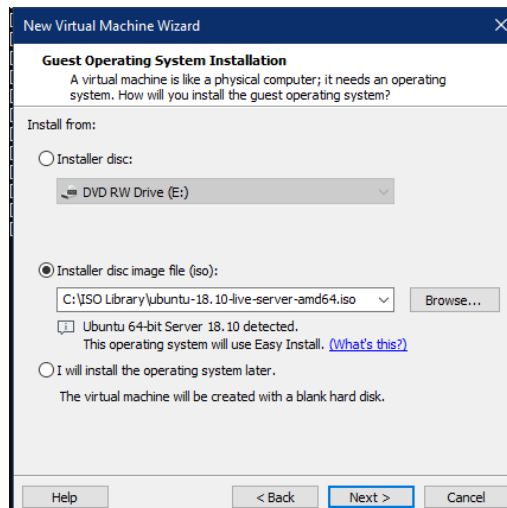 New Virtual Machine Wizard
Guest Operating System Installation
A virtual machine is like a physical computer; it needs an operating
system. How will you install the guest operating system?
Install from:
Installer disc:
DVD RW Drive (E:)
Installer disc image file (iso):
C:\ISO Library\ubuntu-18.10-live-server-amd64.iso
Browse...
Ubuntu 64-bit Server 18.10 detected.
This operating system will use Easy Install. (What's this?)
I will install the operating system later.
The virtual machine will be created with a blank hard disk.
Help
< Back
Next >
Cancel